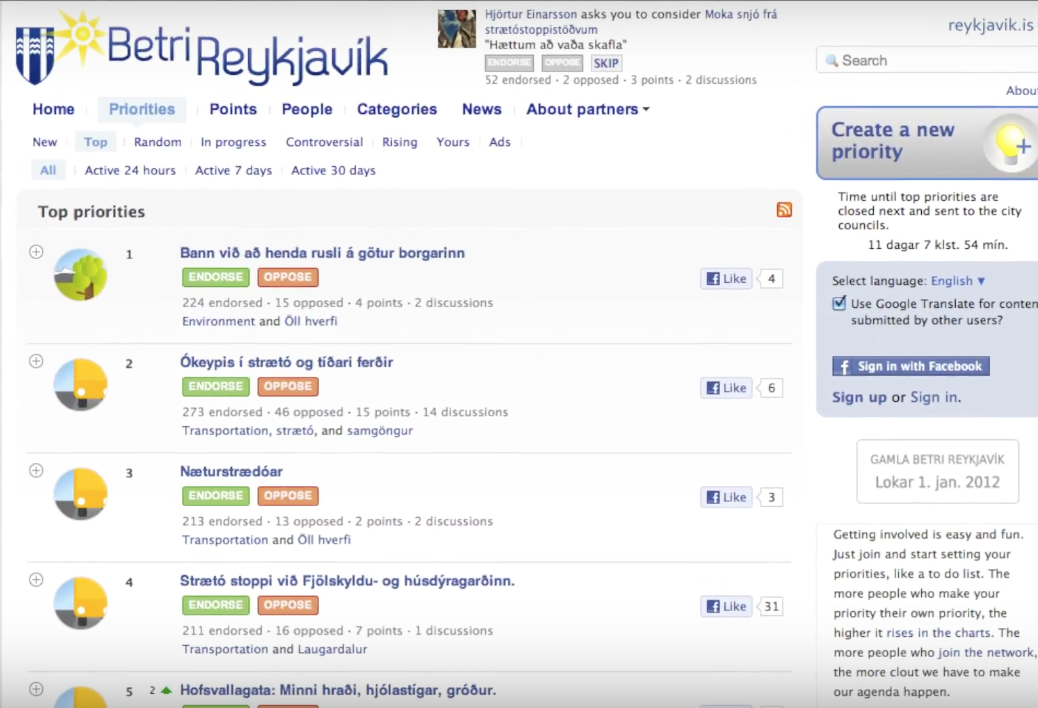 Betri Reykjavík
Hjörtur Einarsson asks you to consider Moka snjó frá
strætóstoppistöðvum
"Hættum að vaða skafla"
ENDORSE OPPOSE SKIP
52 endorsed · 2 opposed · 3 points · 2 discussions
reykjavik.is
Search
Home Priorities Points People Categories News About partners
New Top Random In progress Controversial Rising Yours Ads
All Active 24 hours Active 7 days Active 30 days
Top priorities
1 Bann við að henda rusli á götur borgarinn
ENDORSE OPPOSE
Like 4
224 endorsed · 15 opposed · 4 points · 2 discussions
Environment and Öll hverfi
2 Ókeypis í strætó og tíðari ferðir
ENDORSE OPPOSE
Like 6
273 endorsed · 46 opposed · 15 points · 14 discussions
Transportation, strætó, and samgöngur
3 Næturstrædóar
ENDORSE OPPOSE
Like 3
213 endorsed · 13 opposed · 2 points · 2 discussions
Transportation and Öll hverfi
4 Strætó stoppi við Fjölskyldu- og húsdýragarðinn.
ENDORSE OPPOSE
Like 31
211 endorsed · 16 opposed · 7 points · 1 discussions
Transportation and Laugardalur
5 2 Hofsvallagata: Minni hraði, hjólastígar, gróður.
Abou
Create a new
priority
Time until top priorities are
closed next and sent to the city
councils.
11 dagar 7 klst. 54 mín.
Select language: English
Use Google Translate for conten
submitted by other users?
Sign in with Facebook
Sign up or Sign in.
GAMLA BETRI REYKJAVÍK
Lokar 1. jan. 2012
Getting involved is easy and fun.
Just join and start setting your
priorities, like a to do list. The
more people who make your
priority their own priority, the
higher it rises in the charts. The
more people who join the network,
the more clout we have to make
our agenda happen.